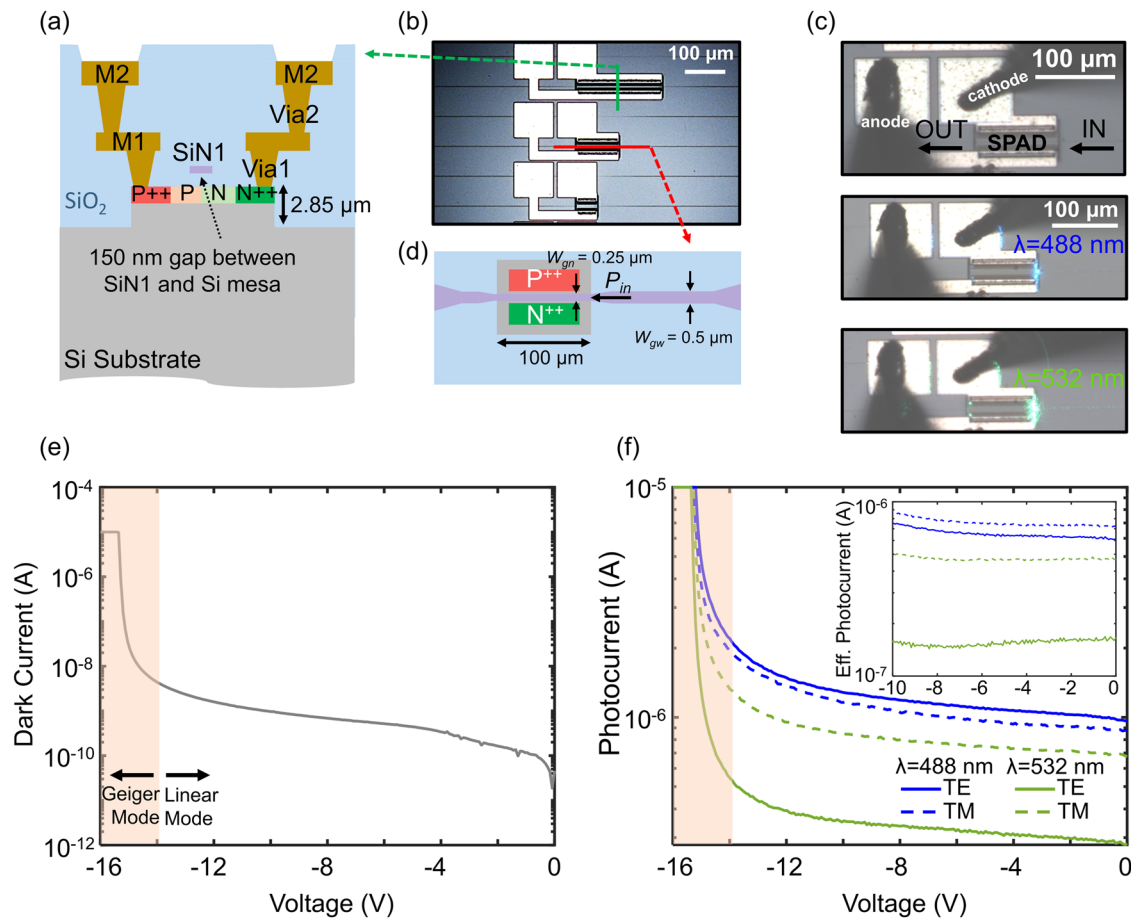 (a)
M2
M2
Via2
M1
SiN1
Via1
P++
P
N
N++
SiO2
2.85 μm
150 nm gap between
SiN1 and Si mesa
Si Substrate
(b)
100 μm
(c)
100 μm
cathode
anode
OUT
SPAD
IN
100 μm
λ=488 nm
λ=532 nm
(d)
Wgn = 0.25 μm
P++
Pin
N++
Wgw = 0.5 μm
100 μm
(e)
Dark Current (A)
10-4
10-6
10-8
10-10
10-12
Geiger Mode
Linear Mode
-16 -12 -8 -4 0
Voltage (V)
(f)
Photocurrent (A)
10-5
10-6
Eff. Photocurrent (A)
10-6
10-7
-10 -8 -6 -4 -2 0
λ=488 nm λ=532 nm
TE TE
TM TM
-16 -12 -8 -4 0
Voltage (V)